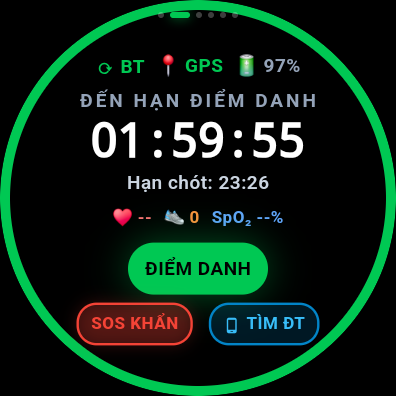 BT GPS 97%
ĐẾN HẠN ĐIỂM DANH
01:59:55
Hạn chót: 23:26
-- 0 SpO₂ --%
ĐIỂM DANH
SOS KHẨN TÌM ĐT